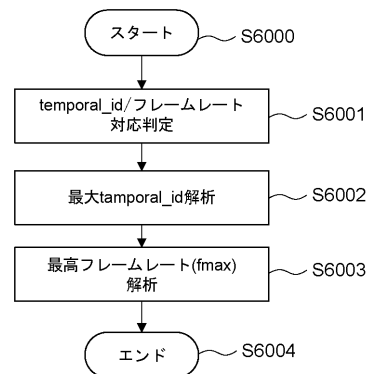 スタート
S6000
temporal_id/フレームレート
対応判定
S6001
最大tamporal_id解析
S6002
最高フレームレート(fmax)
解析
S6003
エンド
S6004